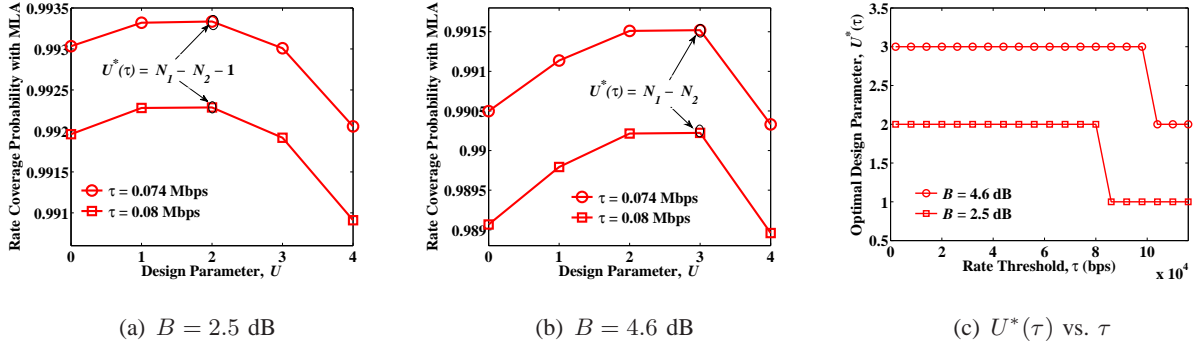 Rate Coverage Probability with MLA
0.9935
0.993
0.9925
0.992
0.9915
0.991
U*(τ) = N₁ − N₂ − 1
τ = 0.074 Mbps
τ = 0.08 Mbps
0 1 2 3 4
Design Parameter, U
(a) B = 2.5 dB
Rate Coverage Probability with MLA
0.9915
0.991
0.9905
0.99
0.9895
0.989
U*(τ) = N₁ − N₂
τ = 0.074 Mbps
τ = 0.08 Mbps
0 1 2 3 4
Design Parameter, U
(b) B = 4.6 dB
Optimal Design Parameter, U*(τ)
3.5
3
2.5
2
1.5
1
0.5
B = 4.6 dB
B = 2.5 dB
0 2 4 6 8 10
Rate Threshold, τ (bps)
x 10⁴
(c) U*(τ) vs. τ